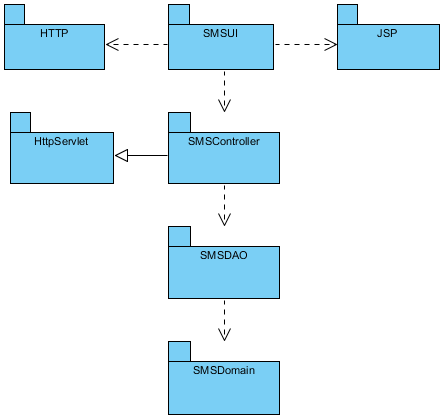 HTTP
SMSUI
JSP
HttpServlet
SMSController
SMSDAO
SMSDomain